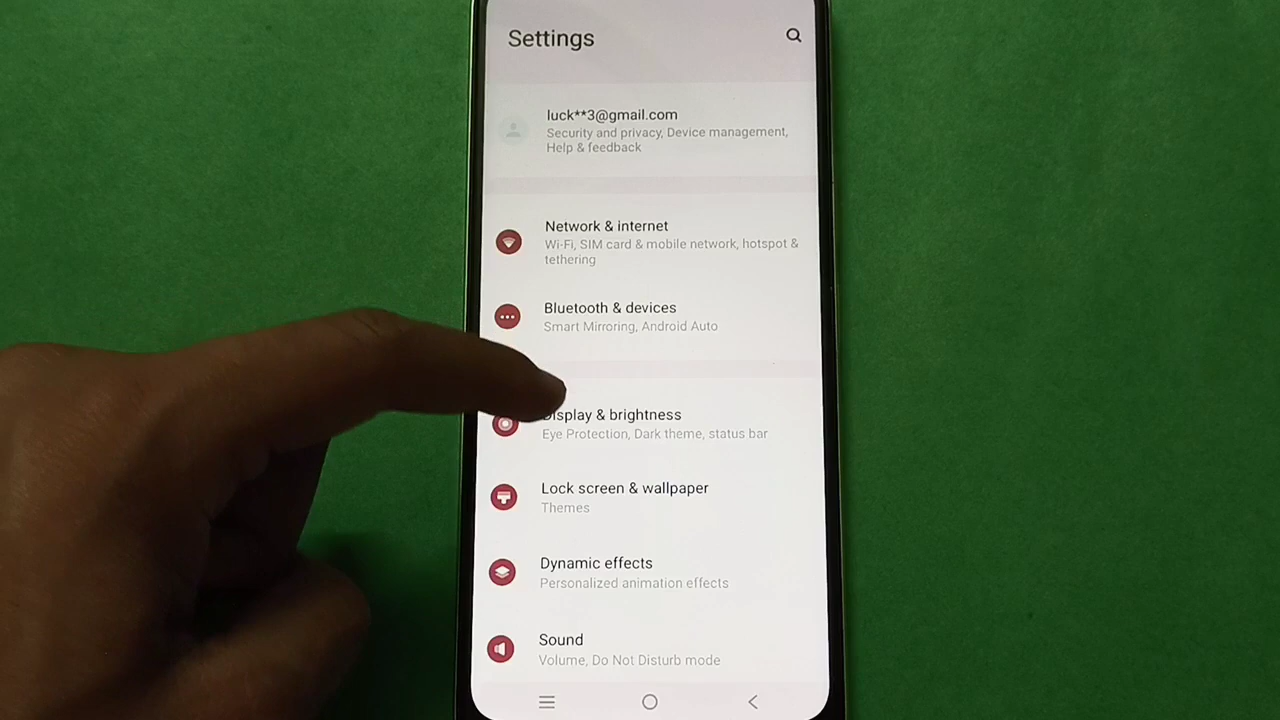 Settings
luck**3@gmail.com
Security and privacy, Device management,
Help & feedback
Network & internet
Wi-Fi, SIM card & mobile network, hotspot &
tethering
Bluetooth & devices
Smart Mirroring, Android Auto
Display & brightness
Eye Protection, Dark theme, status bar
Lock screen & wallpaper
Themes
Dynamic effects
Personalized animation effects
Sound
Volume, Do Not Disturb mode